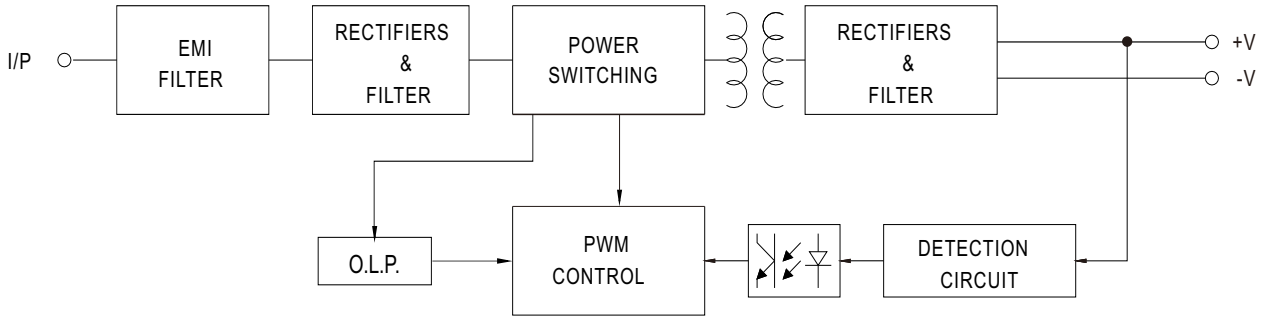 I/P
EMI
FILTER
RECTIFIERS
&
FILTER
POWER
SWITCHING
RECTIFIERS
&
FILTER
+V
-V
O.L.P.
PWM
CONTROL
DETECTION
CIRCUIT